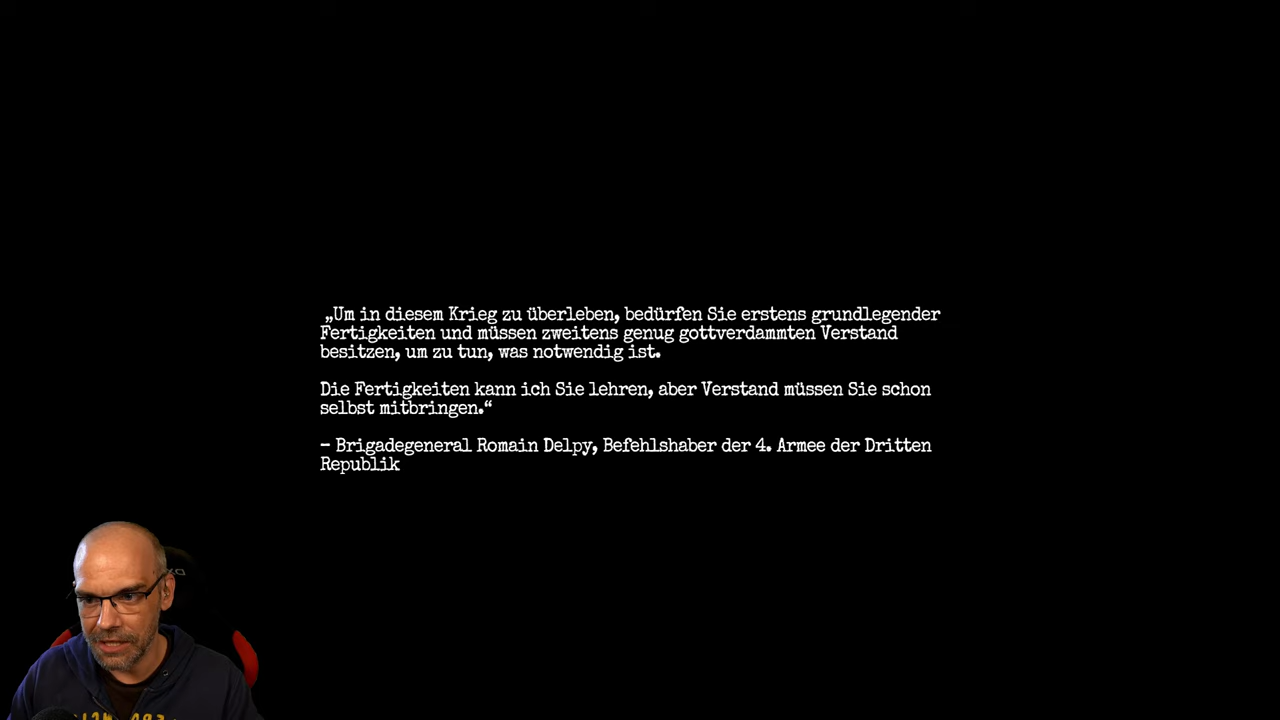 „Um in diesem Krieg zu überleben, bedürfen Sie erstens grundlegender
Fertigkeiten und müssen zweitens genug gottverdammten Verstand
besitzen, um zu tun, was notwendig ist.
Die Fertigkeiten kann ich Sie lehren, aber Verstand müssen Sie schon
selbst mitbringen.“
– Brigadegeneral Romain Delpy, Befehlshaber der 4. Armee der Dritten
Republik